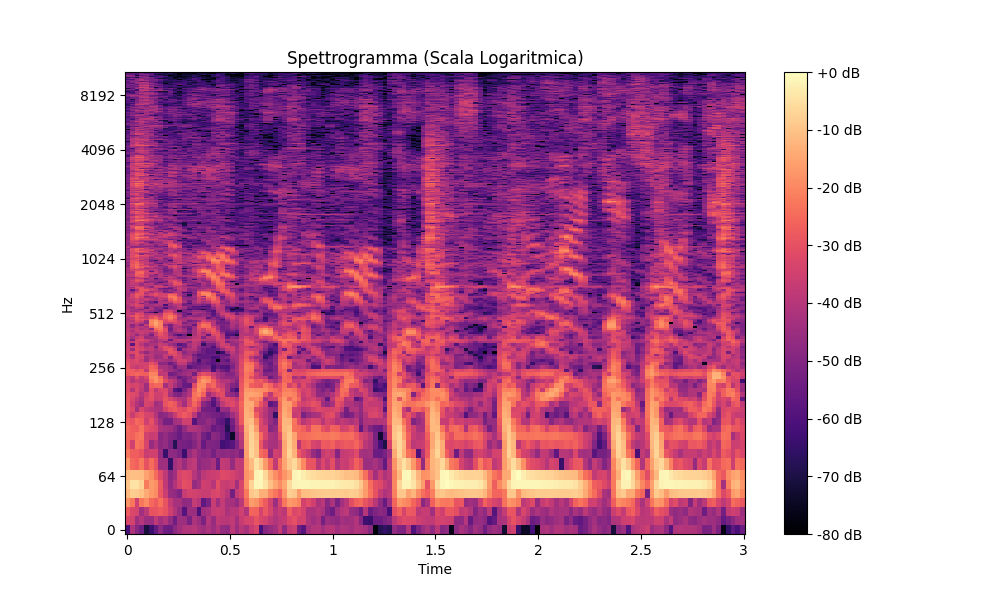 Spettrogramma (Scala Logaritmica)
Hz
8192
4096
2048
1024
512
256
128
64
0
0
0.5
1
1.5
2
2.5
3
Time
+0 dB
-10 dB
-20 dB
-30 dB
-40 dB
-50 dB
-60 dB
-70 dB
-80 dB